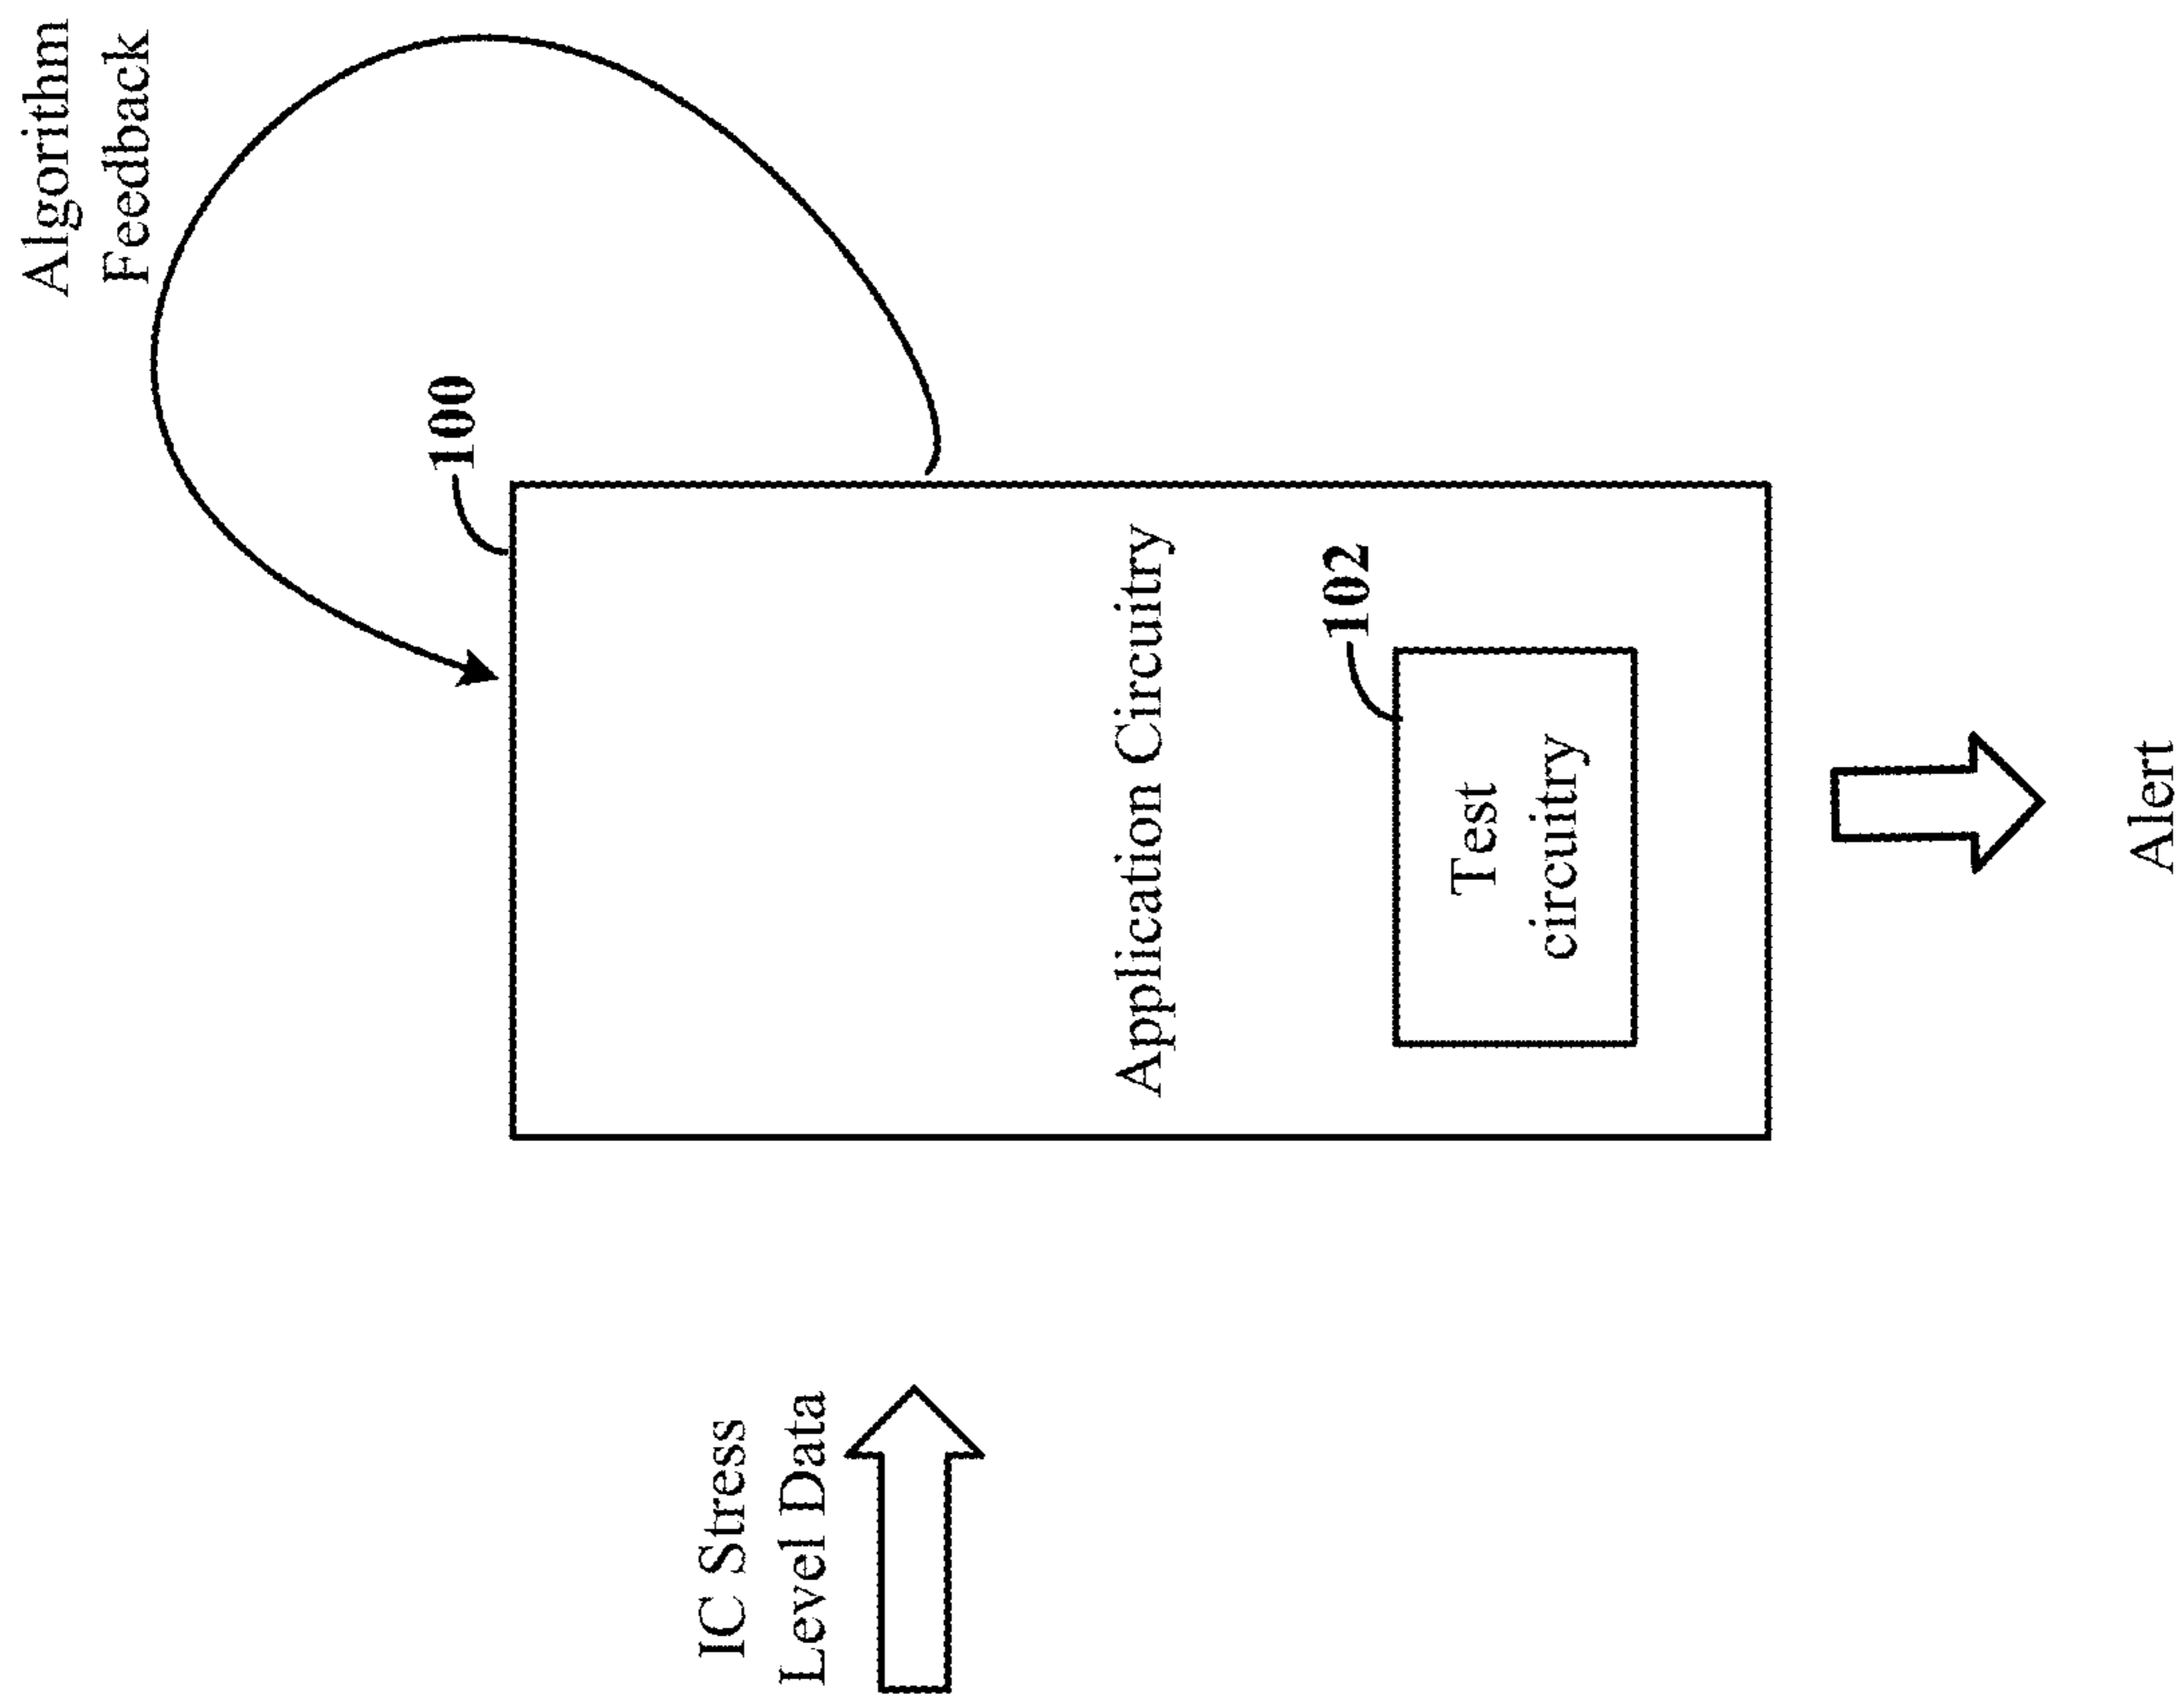 Algorithm
Feedback
100
IC Stress
Level Data
Application Circuitry
102
Test
circuitry
Alert